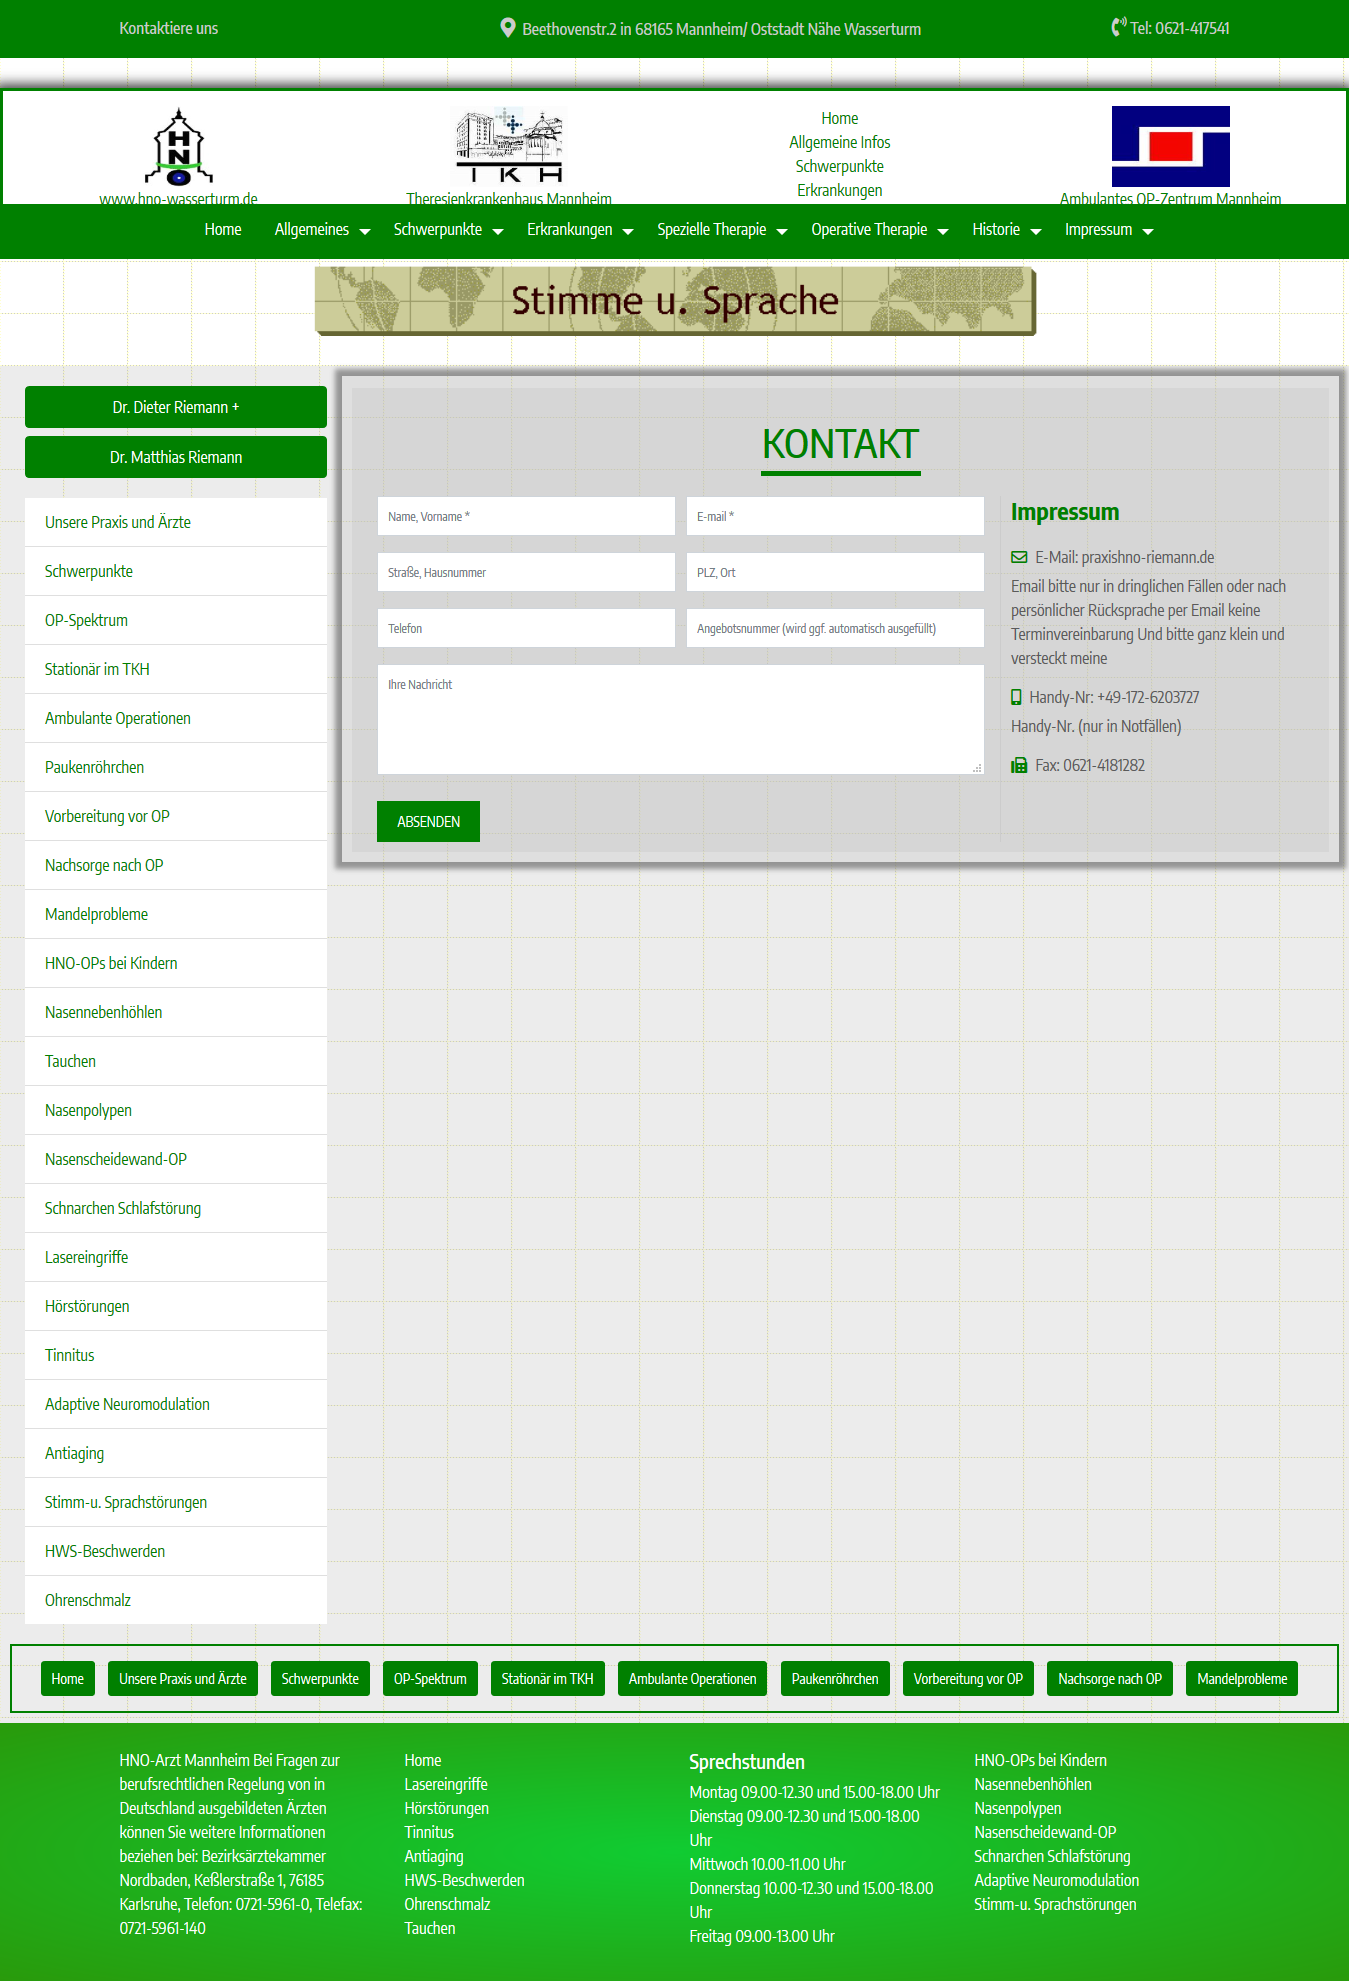 Kontaktiere uns
Beethovenstr.2 in 68165 Mannheim/ Oststadt Nähe Wasserturm
Tel: 0621-417541
HNO
www.hno-wasserturm.de
TKH
Theresienkrankenhaus Mannheim
Home
Allgemeine Infos
Schwerpunkte
Erkrankungen
Ambulantes OP-Zentrum Mannheim
Home Allgemeines Schwerpunkte Erkrankungen Spezielle Therapie Operative Therapie Historie Impressum
Stimme u. Sprache
Dr. Dieter Riemann +
Dr. Matthias Riemann
Unsere Praxis und Ärzte
Schwerpunkte
OP-Spektrum
Stationär im TKH
Ambulante Operationen
Paukenröhrchen
Vorbereitung vor OP
Nachsorge nach OP
Mandelprobleme
HNO-OPs bei Kindern
Nasennebenhöhlen
Tauchen
Nasenpolypen
Nasenscheidewand-OP
Schnarchen Schlafstörung
Lasereingriffe
Hörstörungen
Tinnitus
Adaptive Neuromodulation
Antiaging
Stimm-u. Sprachstörungen
HWS-Beschwerden
Ohrenschmalz
KONTAKT
Name, Vorname * E-mail *
Straße, Hausnummer PLZ, Ort
Telefon Angebotsnummer (wird ggf. automatisch ausgefüllt)
Ihre Nachricht
ABSENDEN
Impressum
E-Mail: praxishno-riemann.de
Email bitte nur in dringlichen Fällen oder nach
persönlicher Rücksprache per Email keine
Terminvereinbarung Und bitte ganz klein und
versteckt meine
Handy-Nr: +49-172-6203727
Handy-Nr. (nur in Notfällen)
Fax: 0621-4181282
Home Unsere Praxis und Ärzte Schwerpunkte OP-Spektrum Stationär im TKH Ambulante Operationen Paukenröhrchen Vorbereitung vor OP Nachsorge nach OP Mandelprobleme
HNO-Arzt Mannheim Bei Fragen zur
berufsrechtlichen Regelung von in
Deutschland ausgebildeten Ärzten
können Sie weitere Informationen
beziehen bei: Bezirksärztekammer
Nordbaden, Keßlerstraße 1, 76185
Karlsruhe, Telefon: 0721-5961-0, Telefax:
0721-5961-140
Home
Lasereingriffe
Hörstörungen
Tinnitus
Antiaging
HWS-Beschwerden
Ohrenschmalz
Tauchen
Sprechstunden
Montag 09.00-12.30 und 15.00-18.00 Uhr
Dienstag 09.00-12.30 und 15.00-18.00
Uhr
Mittwoch 10.00-11.00 Uhr
Donnerstag 10.00-12.30 und 15.00-18.00
Uhr
Freitag 09.00-13.00 Uhr
HNO-OPs bei Kindern
Nasennebenhöhlen
Nasenpolypen
Nasenscheidewand-OP
Schnarchen Schlafstörung
Adaptive Neuromodulation
Stimm-u. Sprachstörungen